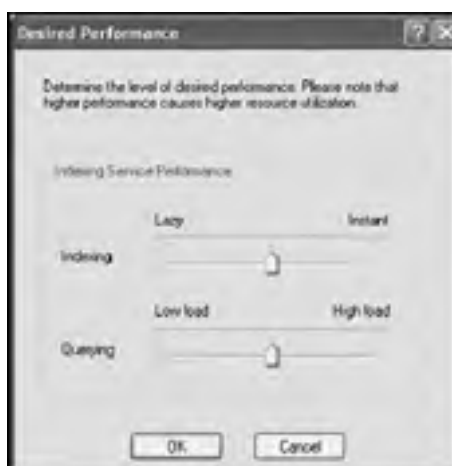 Desired Performance
Determine the level of desired performance. Please note that
higher performance causes higher resource utilization.
Indexing Service Performance
Lazy Instant
Indexing
Low load High load
Querying
OK Cancel